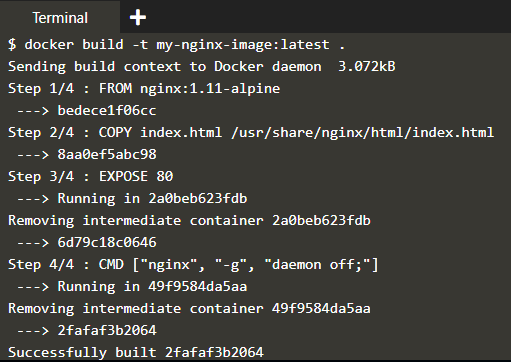 Terminal
$ docker build -t my-nginx-image:latest .
Sending build context to Docker daemon  3.072kB
Step 1/4 : FROM nginx:1.11-alpine
 ---> bedece1f06cc
Step 2/4 : COPY index.html /usr/share/nginx/html/index.html
 ---> 8aa0ef5abc98
Step 3/4 : EXPOSE 80
 ---> Running in 2a0beb623fdb
Removing intermediate container 2a0beb623fdb
 ---> 6d79c18c0646
Step 4/4 : CMD ["nginx", "-g", "daemon off;"]
 ---> Running in 49f9584da5aa
Removing intermediate container 49f9584da5aa
 ---> 2fafaf3b2064
Successfully built 2fafaf3b2064